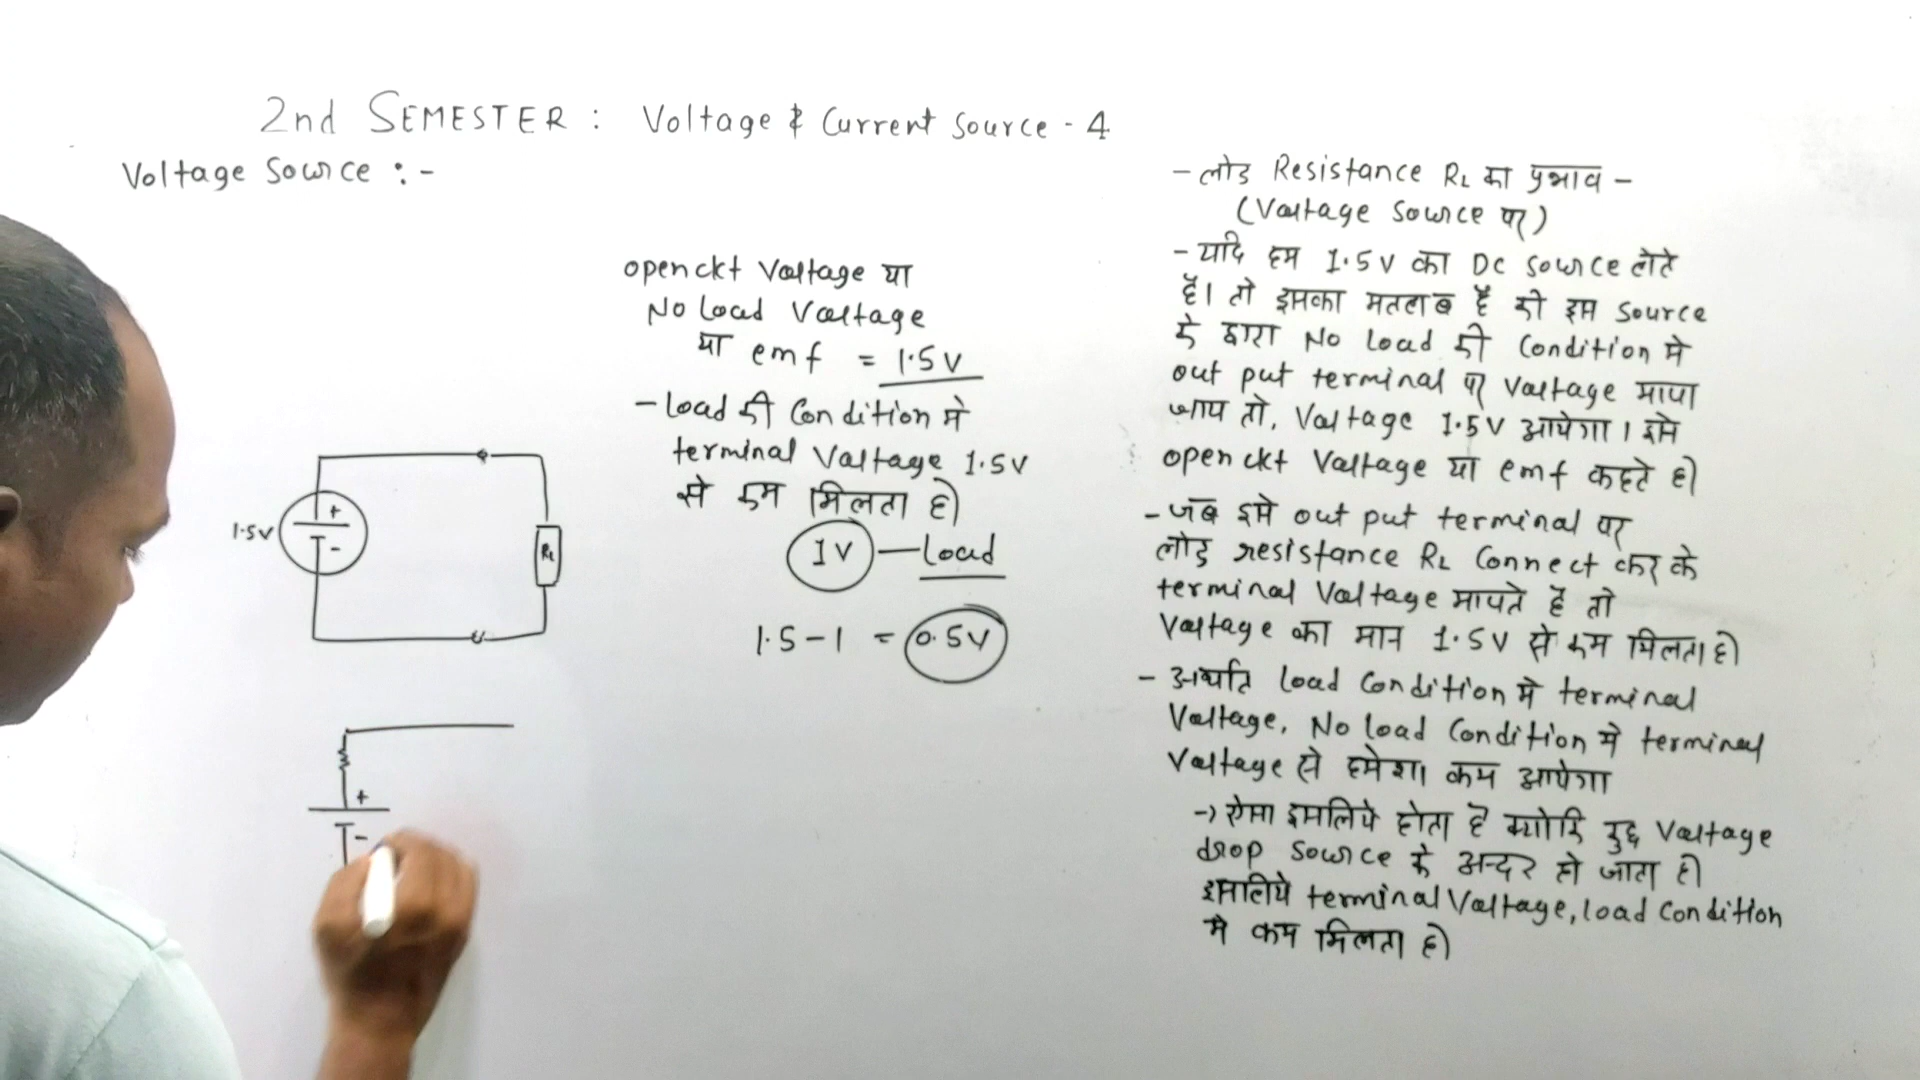 2nd SEMESTER : Voltage & Current Source - 4
Voltage Source :-
open ckt Voltage या
No load Voltage
या emf = 1.5V
- load की Condition मे
terminal Voltage 1.5V
से कम मिलता है)
1V — load
1.5 - 1 = 0.5V
1.5V
+
-
RL
+
-
- लोड Resistance RL का प्रभाव -
(Voltage Source पर)
- यदि हम 1.5V का DC Source लेते
हैं। तो इसका मतलब है की इस Source
के द्वारा No load की Condition मे
out put terminal पर Voltage मापा
जाय तो, Voltage 1.5V आयेगा। इसे
open ckt Voltage या emf कहते है)
- जब इसे out put terminal पर
लोड resistance RL Connect कर के
terminal Voltage मापते हैं तो
Voltage का मान 1.5V से कम मिलता है)
- अर्थात load Condition मे terminal
Voltage, No load Condition मे terminal
Voltage से हमेशा कम आयेगा
-> ऐसा इसलिये होता है क्योकि कुछ Voltage
drop Source के अन्दर हो जाता है)
इसलिये terminal Voltage, load Condition
मे कम मिलता है)